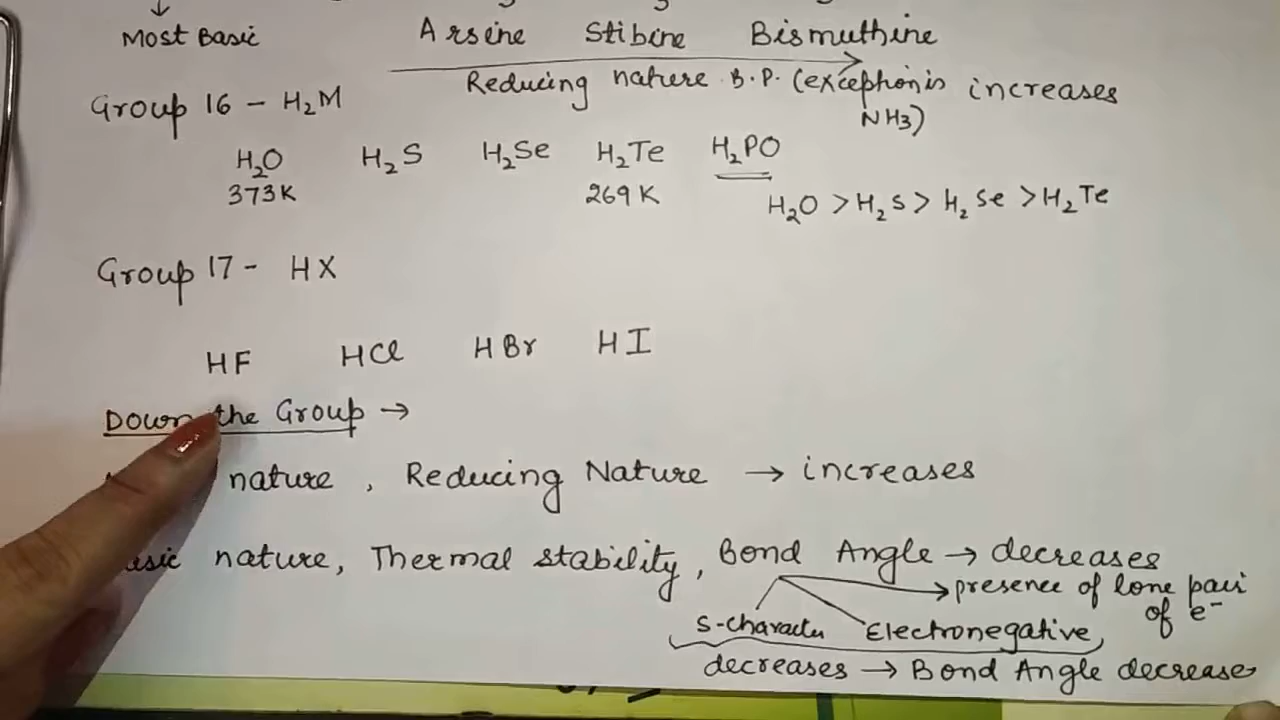 ↓
Most Basic
Arsine Stibine Bismuthine
Reducing nature B.P. (exception is NH3) increases
Group 16 - H₂M
H₂O H₂S H₂Se H₂Te H₂PO
373K 269K
H₂O > H₂S > H₂Se > H₂Te
Group 17 - HX
HF HCl HBr HI
Down the Group →
nature, Reducing Nature → increases
nature, Thermal stability, Bond Angle → decreases
→ presence of lone pair of e⁻
s-character Electronegative
decreases → Bond Angle decrease